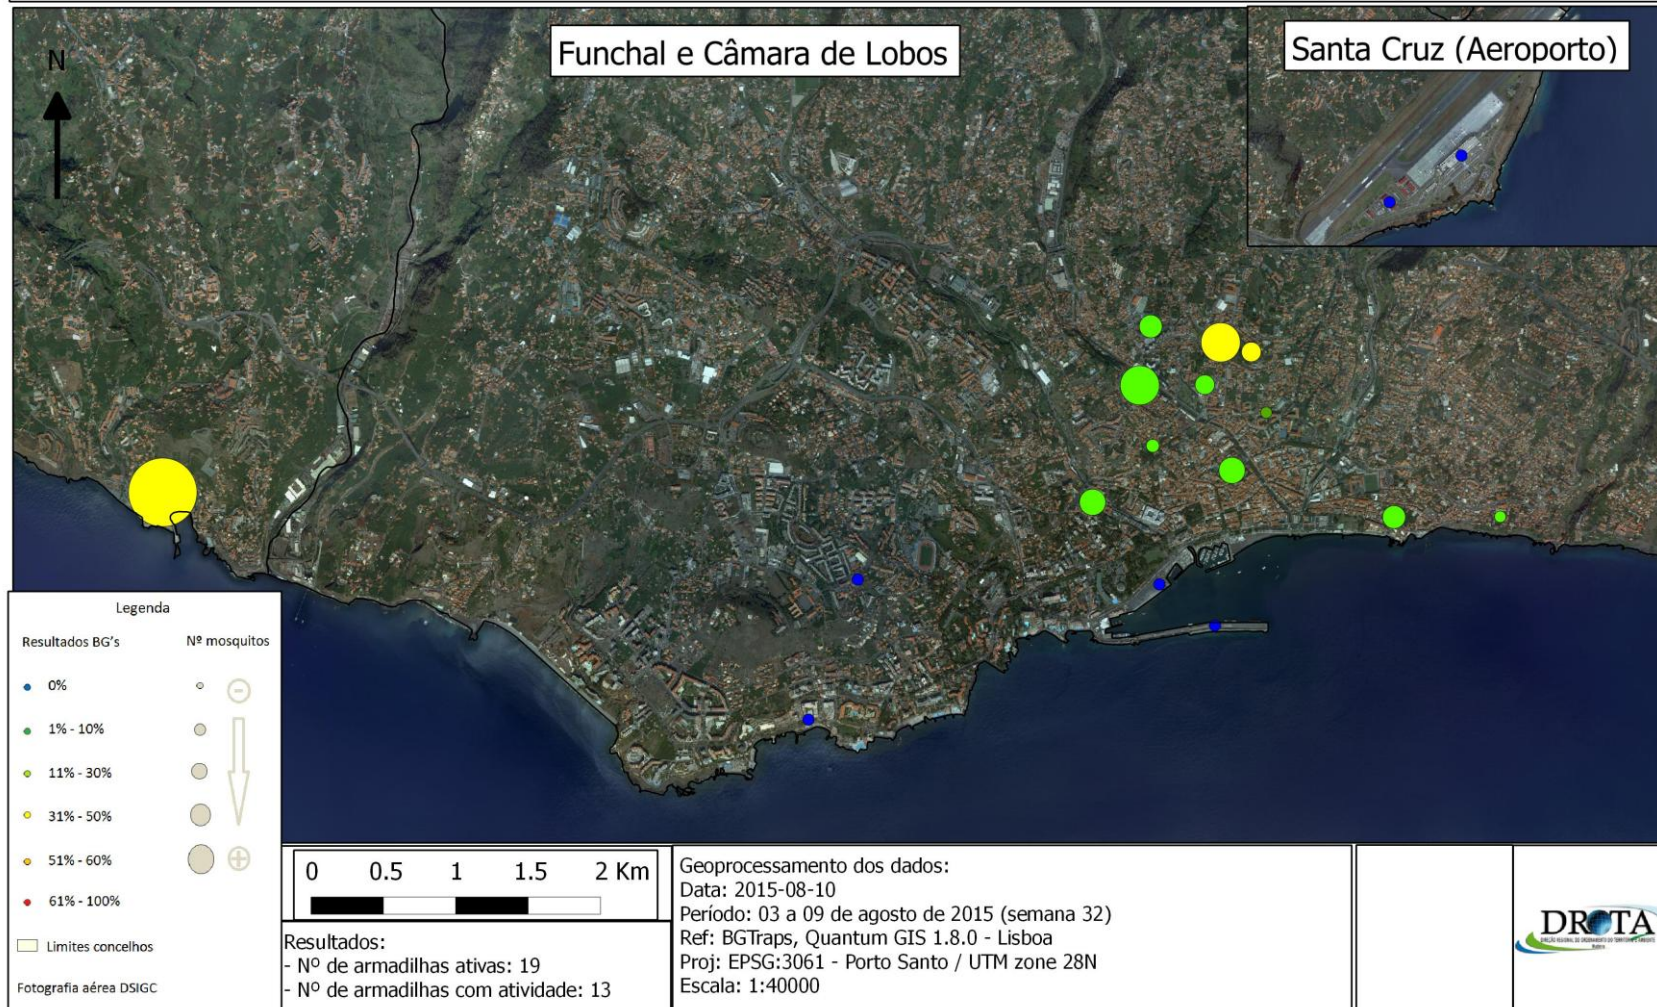 Funchal e Câmara de Lobos
Santa Cruz (Aeroporto)
N
Legenda
Resultados BG's
Nº mosquitos
0%
1% - 10%
11% - 30%
31% - 50%
51% - 60%
61% - 100%
Limites concelhos
Fotografia aérea DSIGC
0 0.5 1 1.5 2 Km
Resultados:
- Nº de armadilhas ativas: 19
- Nº de armadilhas com atividade: 13
Geoprocessamento dos dados:
Data: 2015-08-10
Período: 03 a 09 de agosto de 2015 (semana 32)
Ref: BGTraps, Quantum GIS 1.8.0 - Lisboa
Proj: EPSG:3061 - Porto Santo / UTM zone 28N
Escala: 1:40000
DROTA